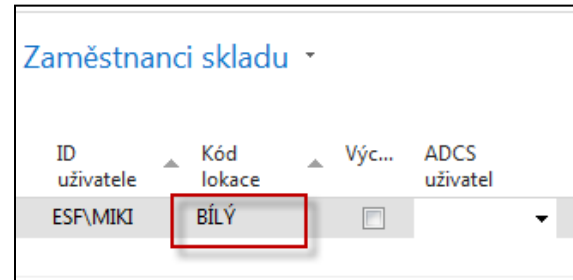 Zaměstnanci skladu
ID uživatele Kód lokace Výc... ADCS uživatel
ESF\MIKI BÍLÝ